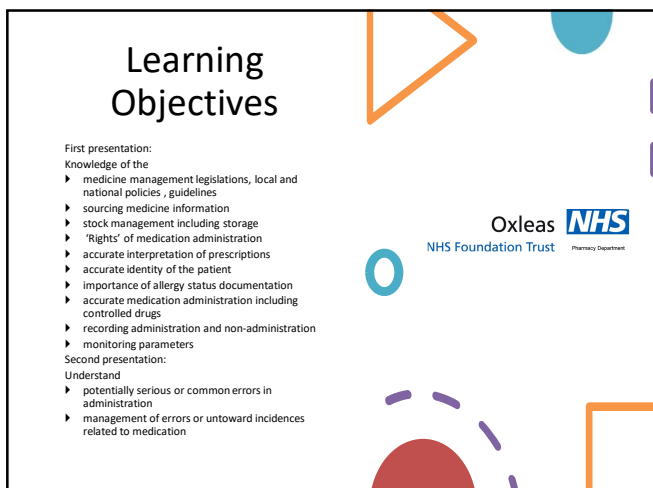 Learning
Objectives
First presentation:
Knowledge of the
medicine management legislations, local and
national policies , guidelines
sourcing medicine information
stock management including storage
'Rights' of medication administration
accurate interpretation of prescriptions
accurate identity of the patient
importance of allergy status documentation
accurate medication administration including
controlled drugs
recording administration and non-administration
monitoring parameters
Second presentation:
Understand
potentially serious or common errors in
administration
management of errors or untoward incidences
related to medication
Oxleas NHS
NHS Foundation Trust Pharmacy Department